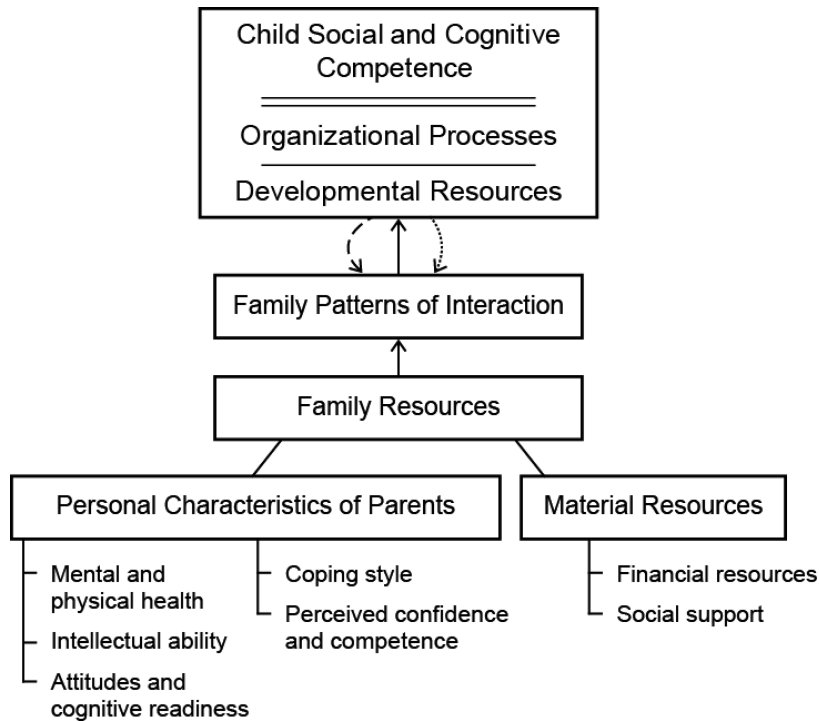 Child Social and Cognitive
Competence
Organizational Processes
Developmental Resources
Family Patterns of Interaction
Family Resources
Personal Characteristics of Parents
Mental and
physical health
Intellectual ability
Attitudes and
cognitive readiness
Coping style
Perceived confidence
and competence
Material Resources
Financial resources
Social support